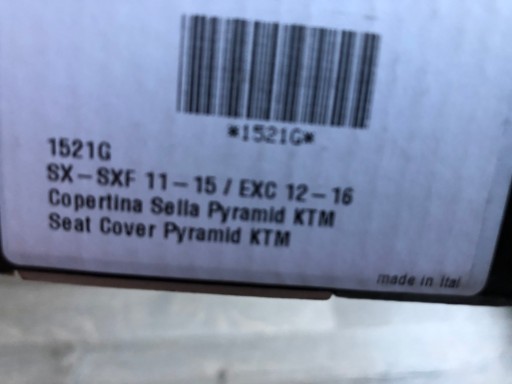 *1521G*
1521G
SX-SXF 11-15 / EXC 12-16
Copertina Sella Pyramid KTM
Seat Cover Pyramid KTM
made in Ital